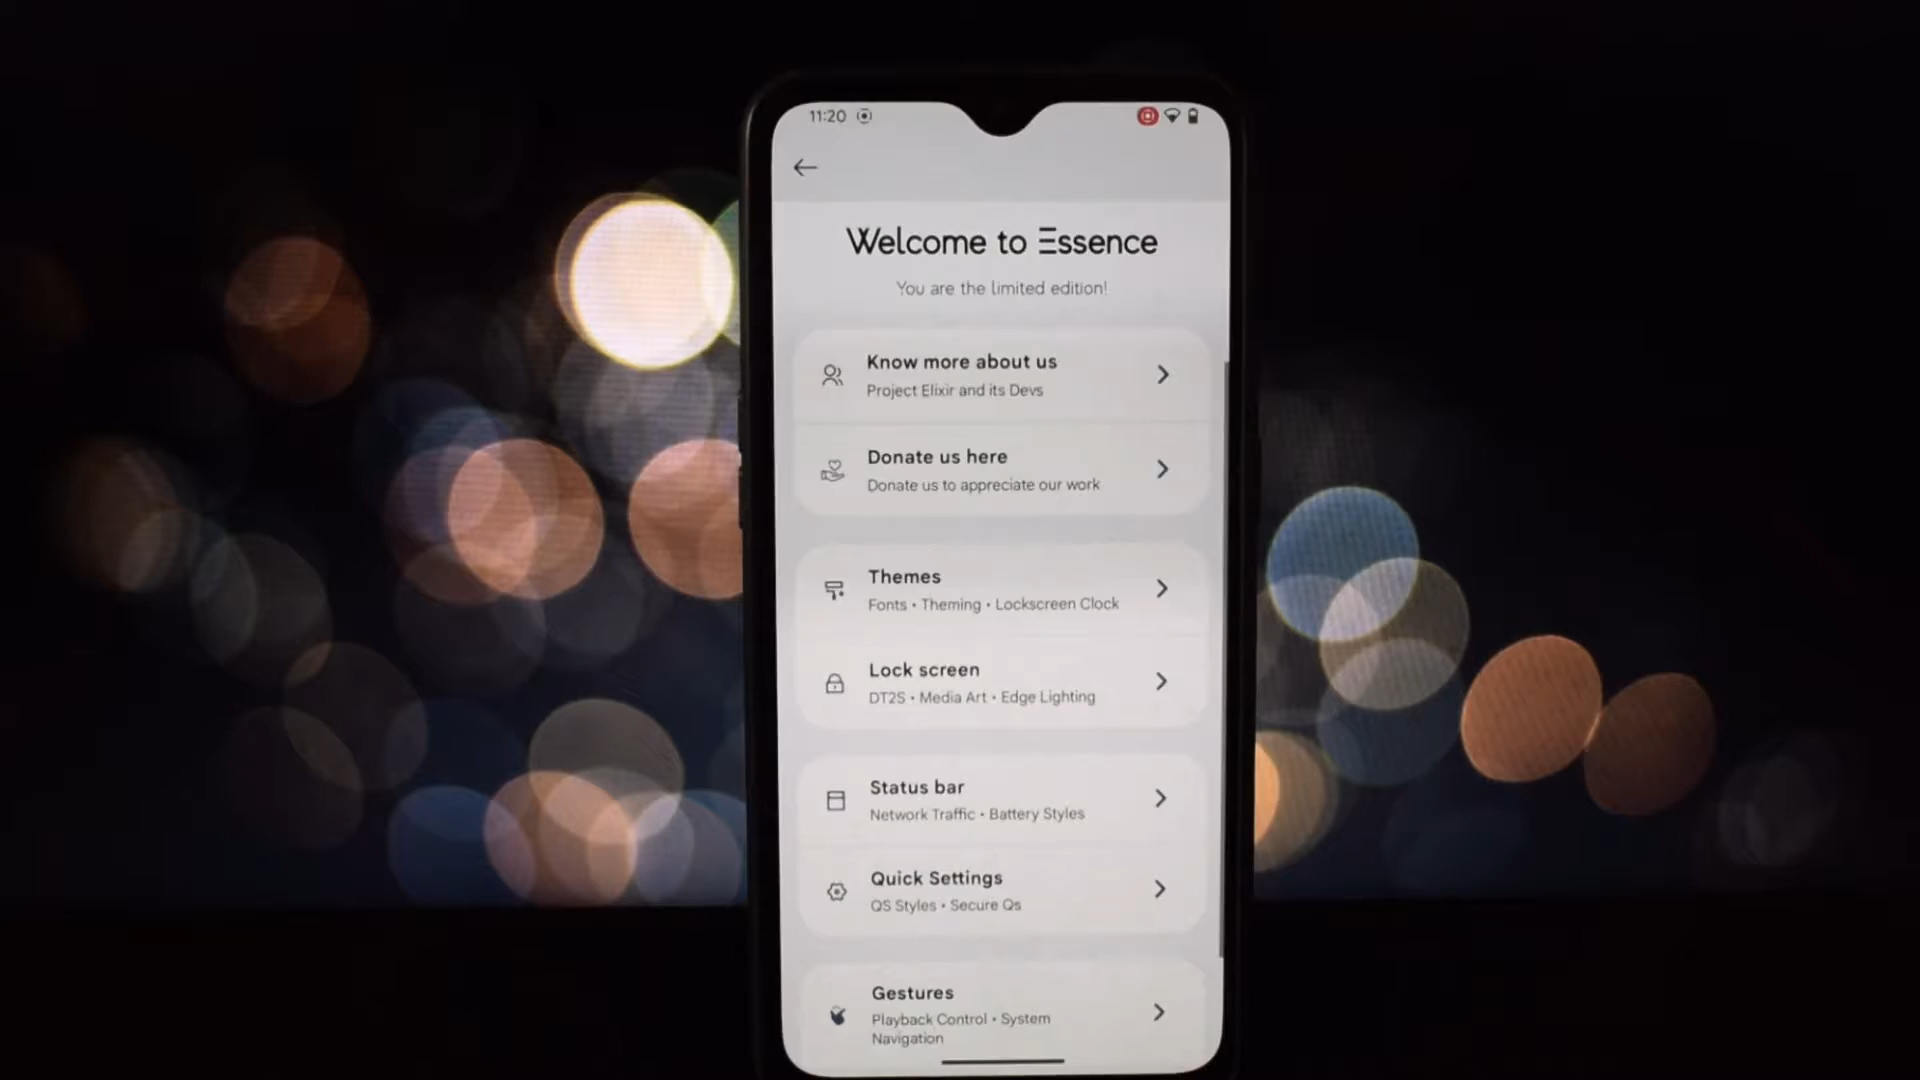 11:20
Welcome to Essence
You are the limited edition!
Know more about us
Project Elixir and its Devs
Donate us here
Donate us to appreciate our work
Themes
Fonts • Theming • Lockscreen Clock
Lock screen
DT2S • Media Art • Edge Lighting
Status bar
Network Traffic • Battery Styles
Quick Settings
QS Styles • Secure Qs
Gestures
Playback Control • System
Navigation